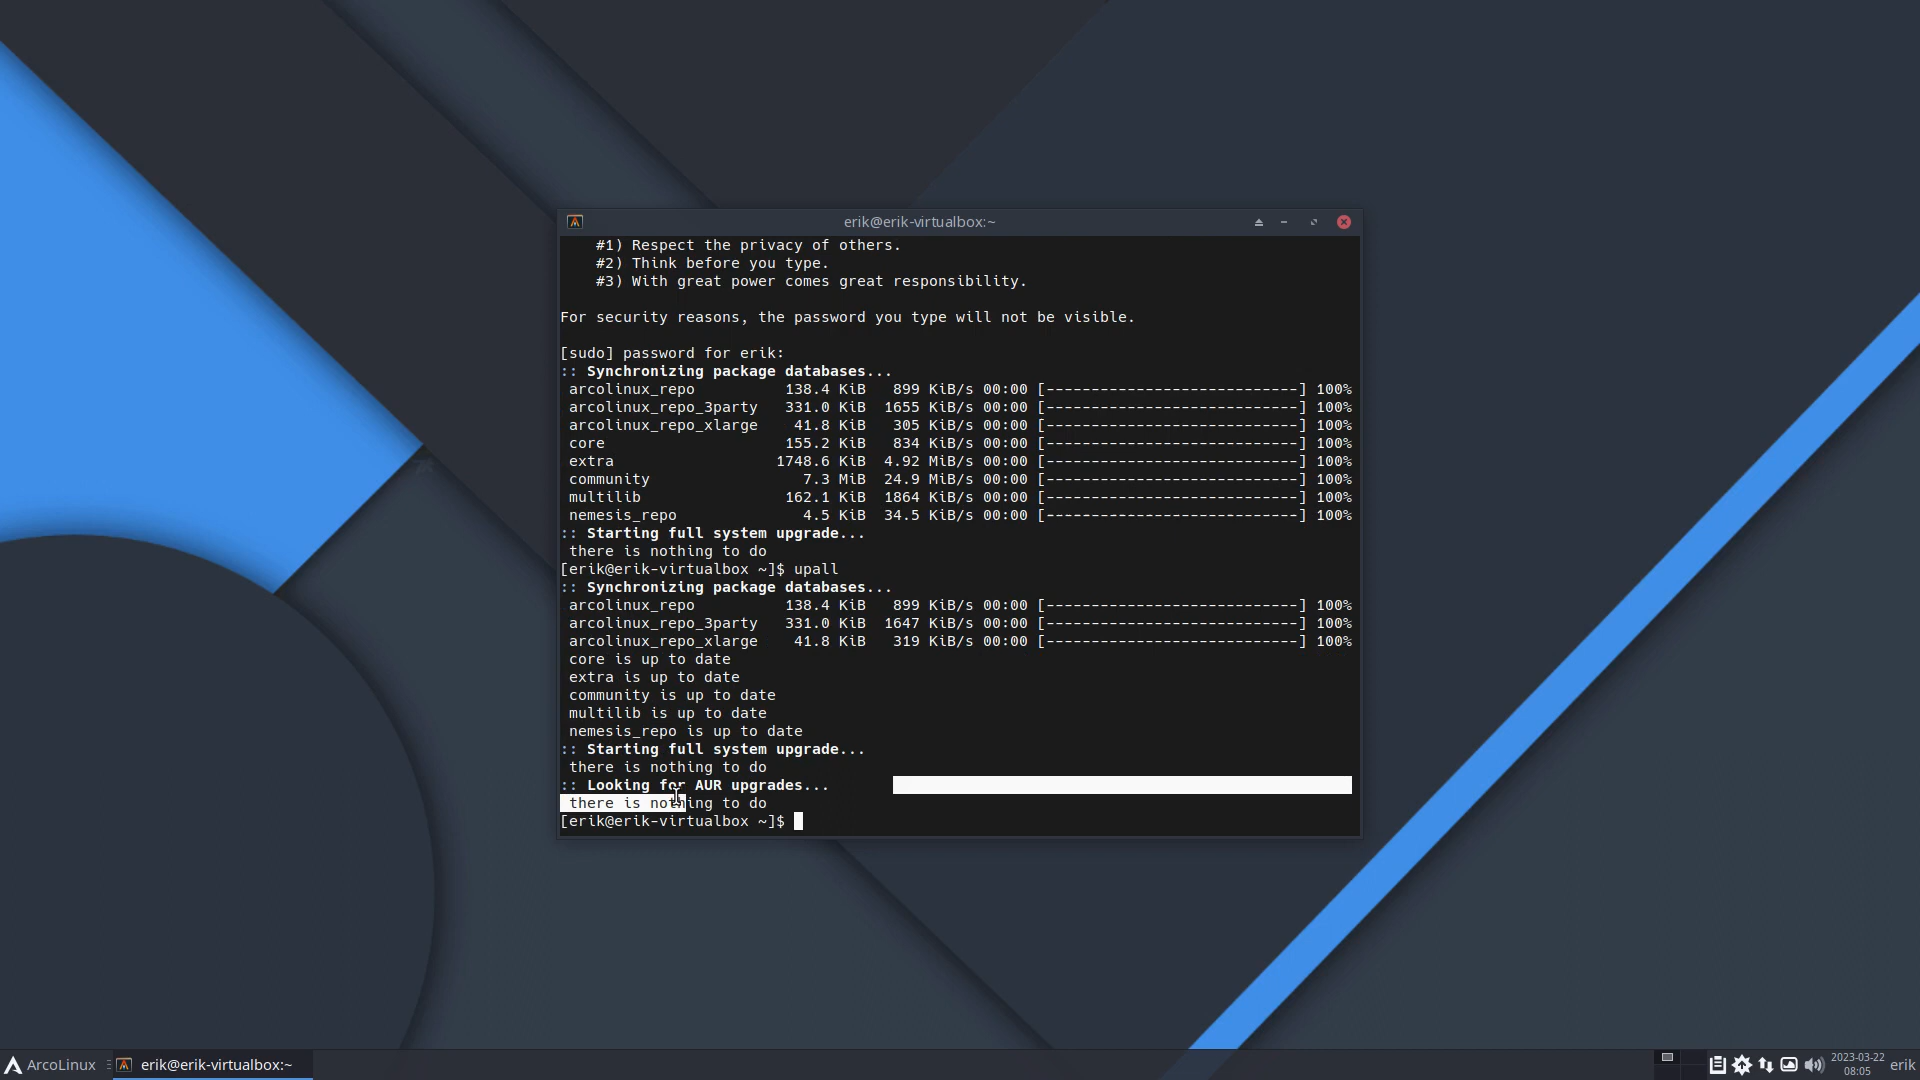 erik@erik-virtualbox:~
#1) Respect the privacy of others.
#2) Think before you type.
#3) With great power comes great responsibility.
For security reasons, the password you type will not be visible.
[sudo] password for erik:
:: Synchronizing package databases...
arcolinux_repo 138.4 KiB 899 KiB/s 00:00 [----------------------------] 100%
arcolinux_repo_3party 331.0 KiB 1655 KiB/s 00:00 [----------------------------] 100%
arcolinux_repo_xlarge 41.8 KiB 305 KiB/s 00:00 [----------------------------] 100%
core 155.2 KiB 834 KiB/s 00:00 [----------------------------] 100%
extra 1748.6 KiB 4.92 MiB/s 00:00 [----------------------------] 100%
community 7.3 MiB 24.9 MiB/s 00:00 [----------------------------] 100%
multilib 162.1 KiB 1864 KiB/s 00:00 [----------------------------] 100%
nemesis_repo 4.5 KiB 34.5 KiB/s 00:00 [----------------------------] 100%
:: Starting full system upgrade...
there is nothing to do
[erik@erik-virtualbox ~]$ upall
:: Synchronizing package databases...
arcolinux_repo 138.4 KiB 899 KiB/s 00:00 [----------------------------] 100%
arcolinux_repo_3party 331.0 KiB 1647 KiB/s 00:00 [----------------------------] 100%
arcolinux_repo_xlarge 41.8 KiB 319 KiB/s 00:00 [----------------------------] 100%
core is up to date
extra is up to date
community is up to date
multilib is up to date
nemesis_repo is up to date
:: Starting full system upgrade...
there is nothing to do
:: Looking for AUR upgrades...
there is nothing to do
[erik@erik-virtualbox ~]$
ArcoLinux
erik@erik-virtualbox:~
2023-03-22
08:05
erik